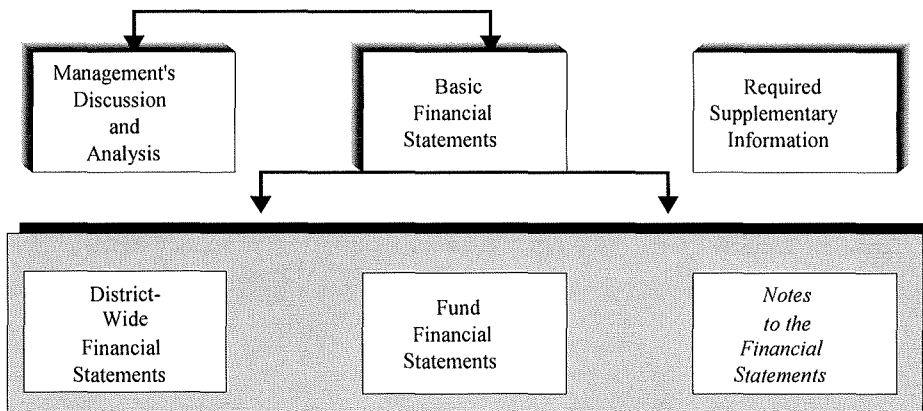 Management's
Discussion
and
Analysis
Basic
Financial
Statements
Required
Supplementary
Information
District-
Wide
Financial
Statements
Fund
Financial
Statements
Notes
to the
Financial
Statements